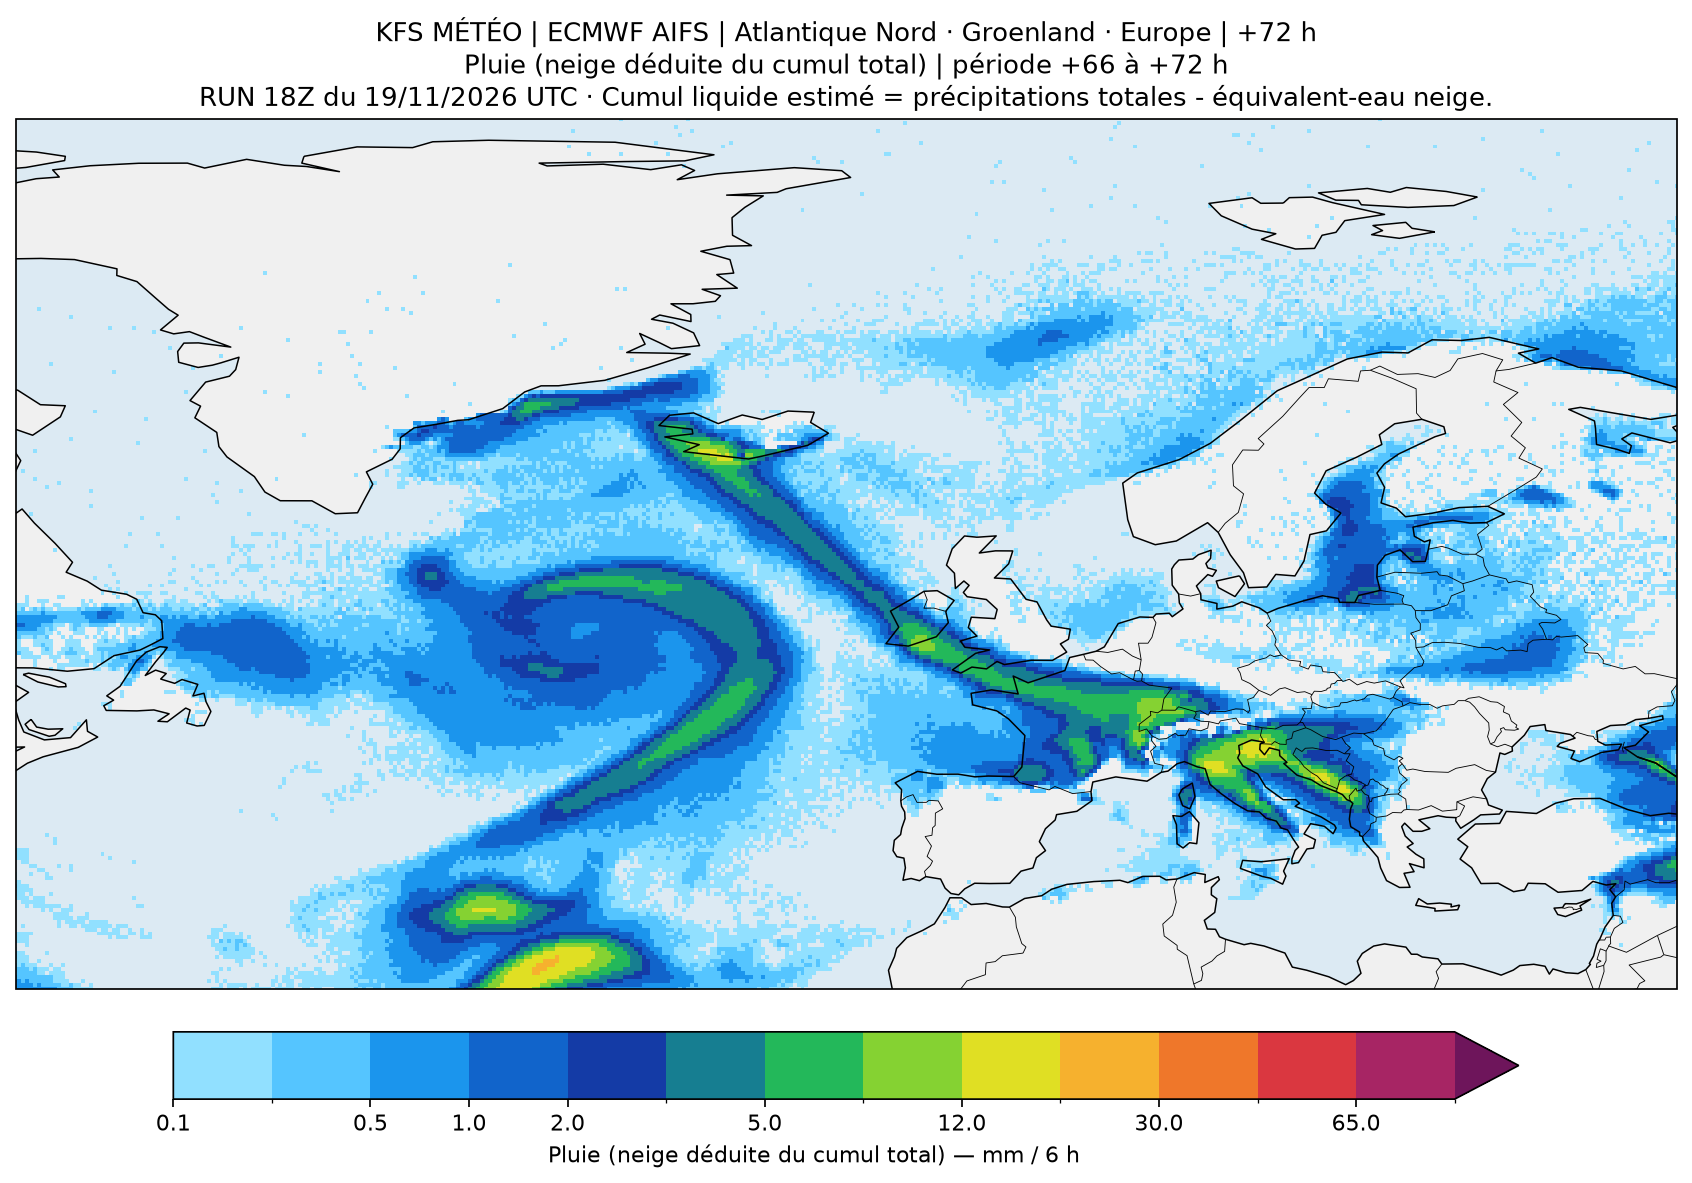 KFS MÉTÉO | ECMWF AIFS | Atlantique Nord · Groenland · Europe | +72 h
Pluie (neige déduite du cumul total) | période +66 à +72 h
RUN 18Z du 19/11/2026 UTC · Cumul liquide estimé = précipitations totales - équivalent-eau neige.
0.1 0.5 1.0 2.0 5.0 12.0 30.0 65.0
Pluie (neige déduite du cumul total) — mm / 6 h